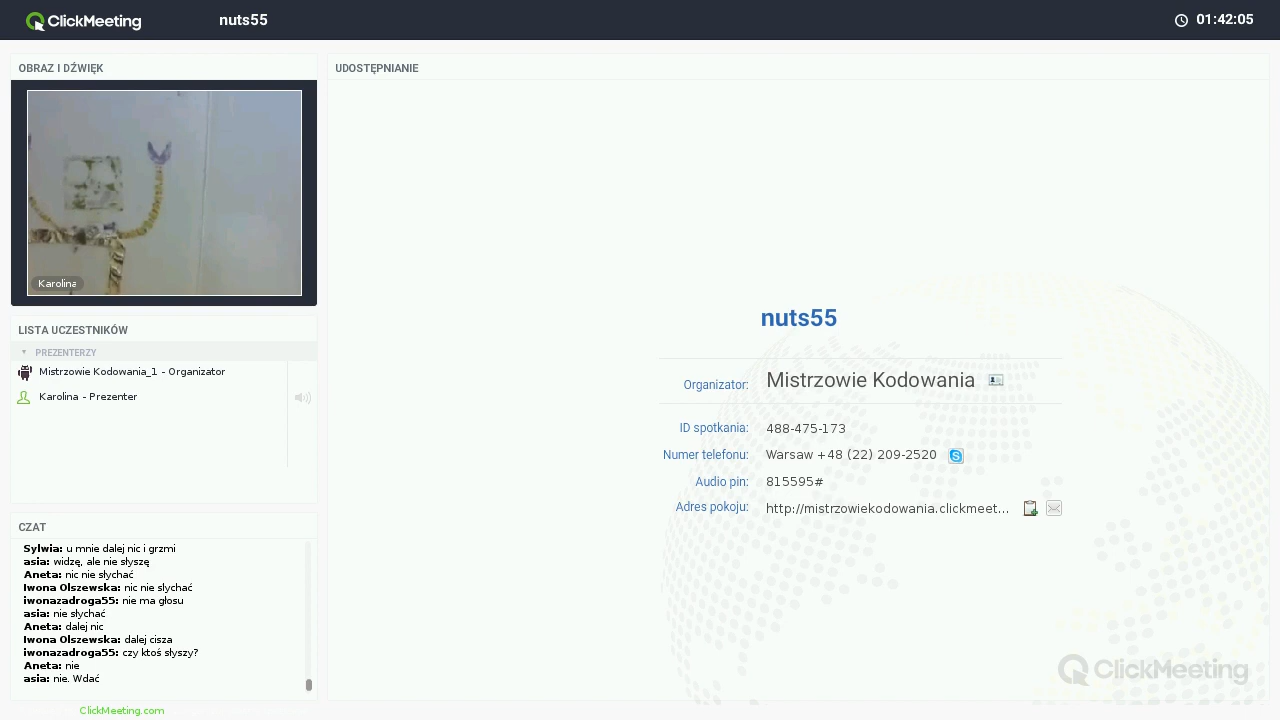 ClickMeeting
nuts55
01:42:05
OBRAZ I DŹWIĘK
Karolina
LISTA UCZESTNIKÓW
PREZENTERZY
Mistrzowie Kodowania_1 - Organizator
Karolina - Prezenter
CZAT
Sylwia: u mnie dalej nic i grzmi
asia: widzę, ale nie słyszę
Aneta: nic nie słychać
Iwona Olszewska: nic nie slychać
iwonazadroga55: nie ma głosu
asia: nie słychać
Aneta: dalej nic
Iwona Olszewska: dalej cisza
iwonazadroga55: czy ktoś słyszy?
Aneta: nie
asia: nie. Wdać
ClickMeeting.com
UDOSTĘPNIANIE
nuts55
Organizator: Mistrzowie Kodowania
ID spotkania: 488-475-173
Numer telefonu: Warsaw +48 (22) 209-2520
Audio pin: 815595#
Adres pokoju: http://mistrzowiekodowania.clickmeet...
ClickMeeting